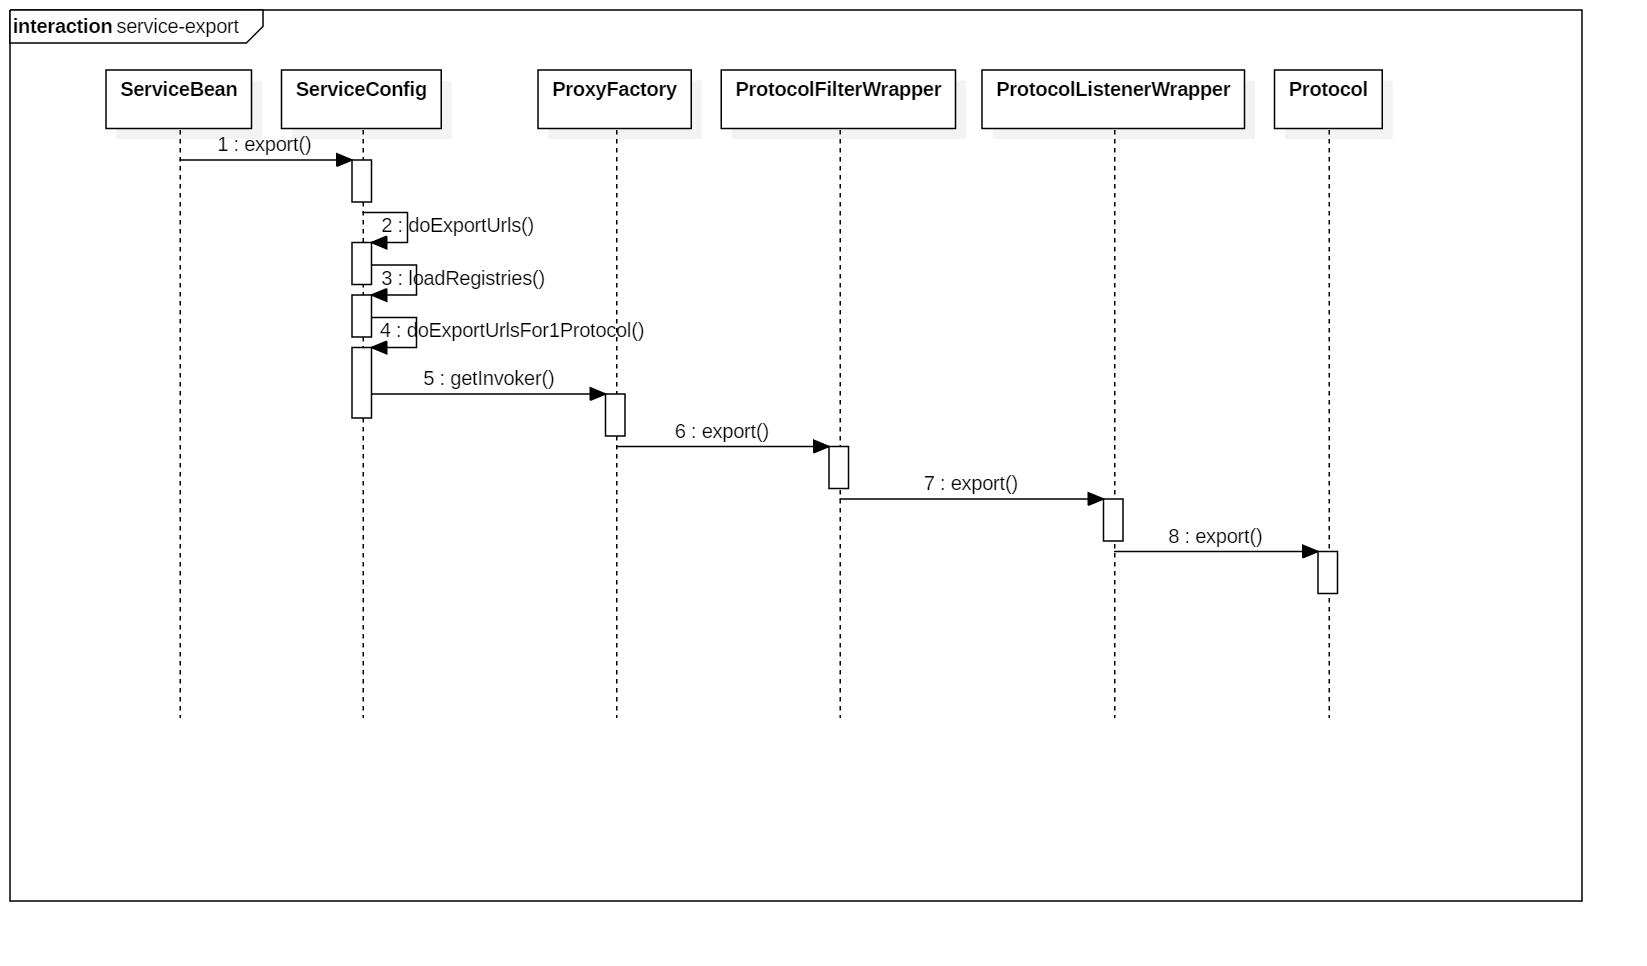 interaction service-export
ServiceBean
ServiceConfig
ProxyFactory
ProtocolFilterWrapper
ProtocolListenerWrapper
Protocol
1 : export()
2 : doExportUrls()
3 : loadRegistries()
4 : doExportUrlsFor1Protocol()
5 : getInvoker()
6 : export()
7 : export()
8 : export()